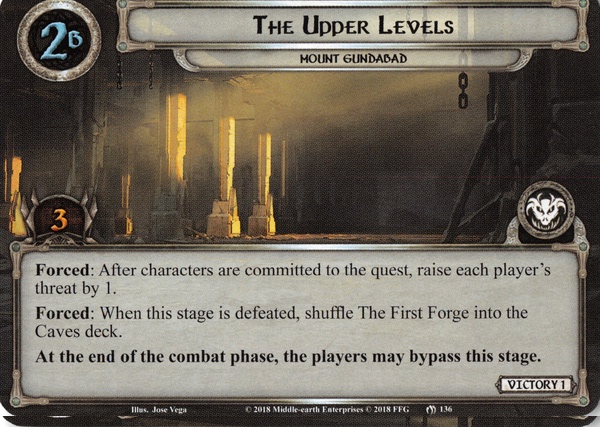 2B
THE UPPER LEVELS
MOUNT GUNDABAD
3
Forced: After characters are committed to the quest, raise each player's
threat by 1.
Forced: When this stage is defeated, shuffle The First Forge into the
Caves deck.
At the end of the combat phase, the players may bypass this stage.
VICTORY 1
Illus. Jose Vega © 2018 Middle-earth Enterprises © 2018 FFG 136